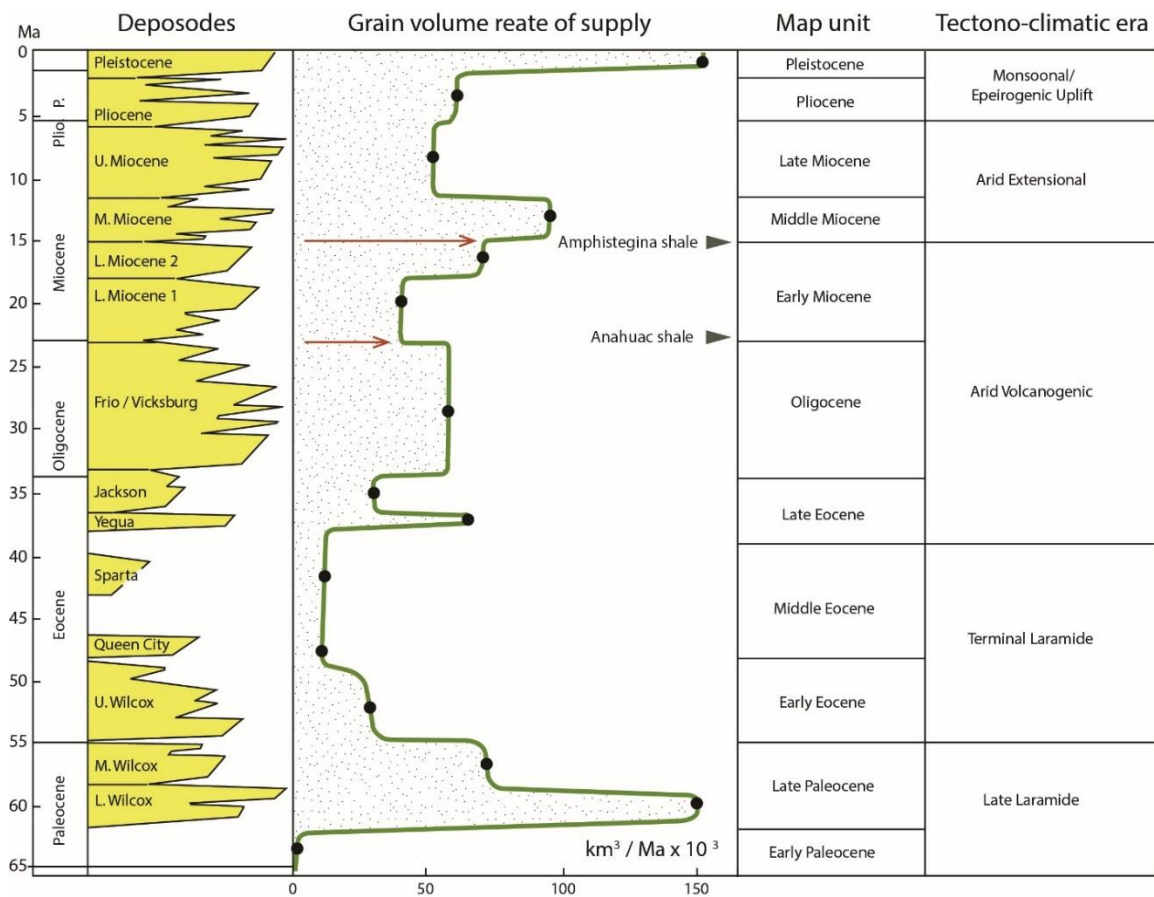 Ma
Deposodes
Grain volume reate of supply
Map unit
Tectono-climatic era
0
5
10
15
20
25
30
35
40
45
50
55
60
65
Plio. P.
Miocene
Oligocene
Eocene
Paleocene
Pleistocene
Pliocene
U. Miocene
M. Miocene
L. Miocene 2
L. Miocene 1
Frio / Vicksburg
Jackson
Yequa
Sparta
Queen City
U. Wilcox
M. Wilcox
L. Wilcox
Amphistegina shale
Anahuac shale
km³ / Ma x 10³
0
50
100
150
Pleistocene
Pliocene
Late Miocene
Middle Miocene
Early Miocene
Oligocene
Late Eocene
Middle Eocene
Early Eocene
Late Paleocene
Early Paleocene
Monsoonal/
Epeirogenic Uplift
Arid Extensional
Arid Volcanogenic
Terminal Laramide
Late Laramide